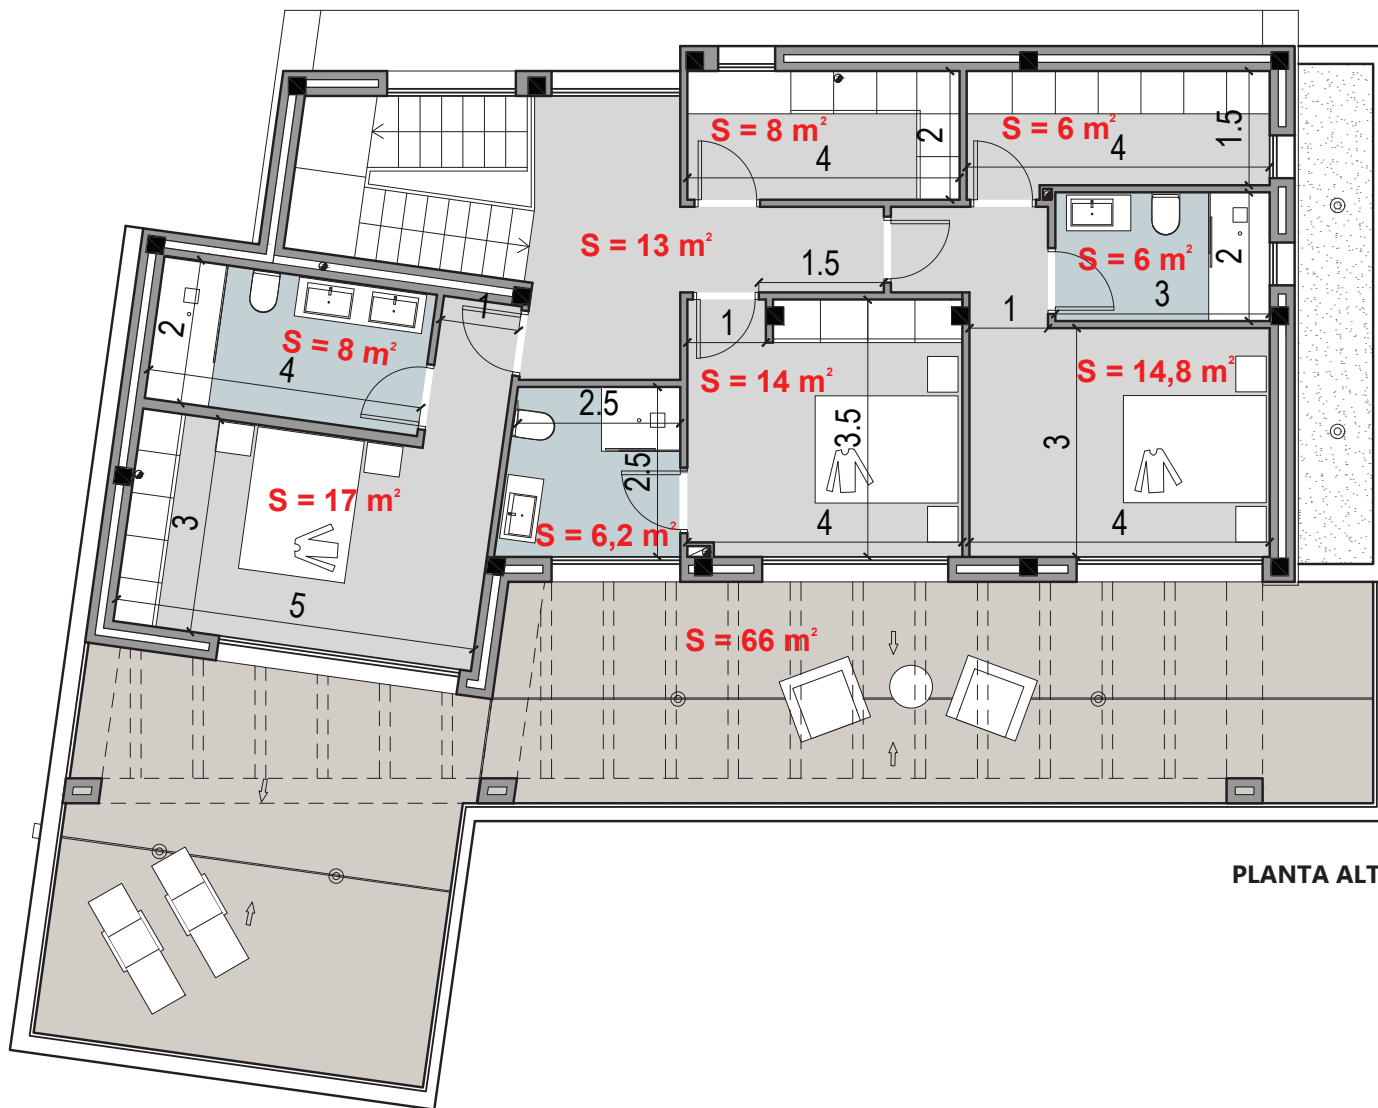 S = 8 m²
2
4
S = 6 m²
1.5
4
S = 13 m²
1.5
S = 6 m²
2
3
2
1
S = 8 m²
4
1
1
S = 14 m²
S = 14,8 m²
2.5
2.5
3.5
3
S = 17 m²
3
S = 6,2 m²
4
4
5
S = 66 m²
PLANTA ALT